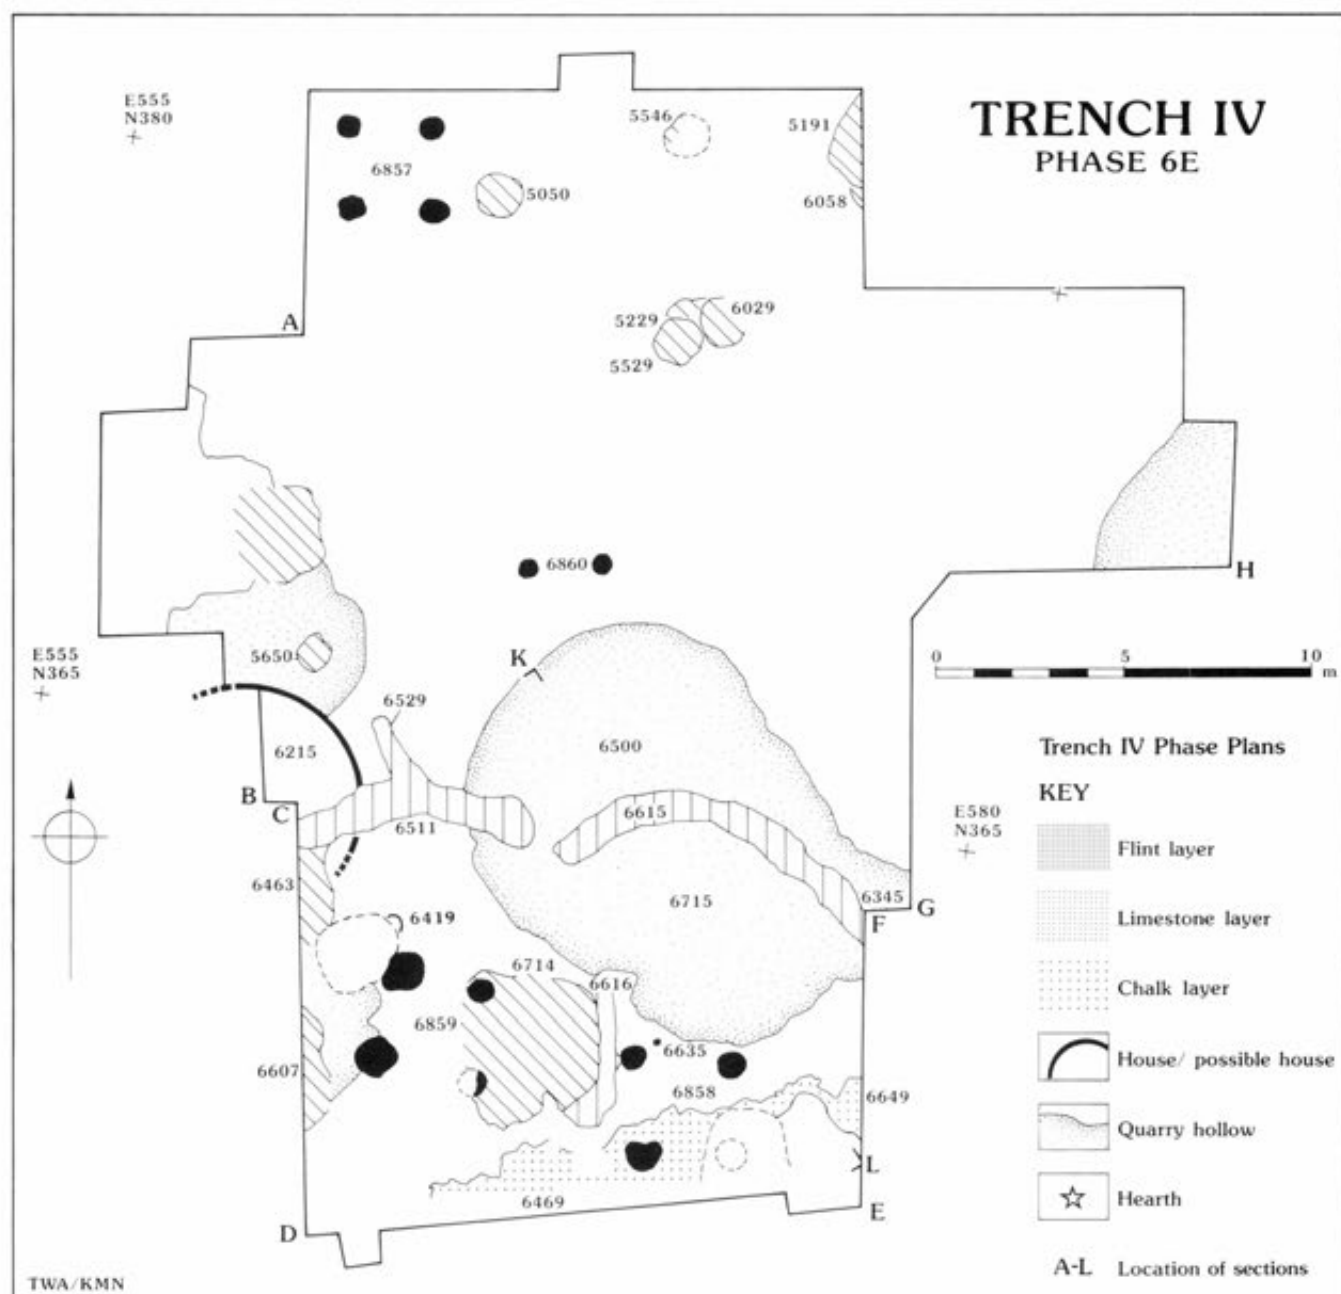 TRENCH IV
PHASE 6E
E555
N380
5546
5191
6857
5050
6058
A
5229
6029
5529
6860
H
E555
N365
5650
K
0 5 10
m
6529
6500
6215
Trench IV Phase Plans
KEY
B
C
6511
6615
E580
N365
Flint layer
6463
6715
6345
G
F
6419
Limestone layer
6714
6616
Chalk layer
6859
6635
6607
6858
6649
House/ possible house
Quarry hollow
L
6469
E
D
Hearth
A-L Location of sections
TWA/KMN